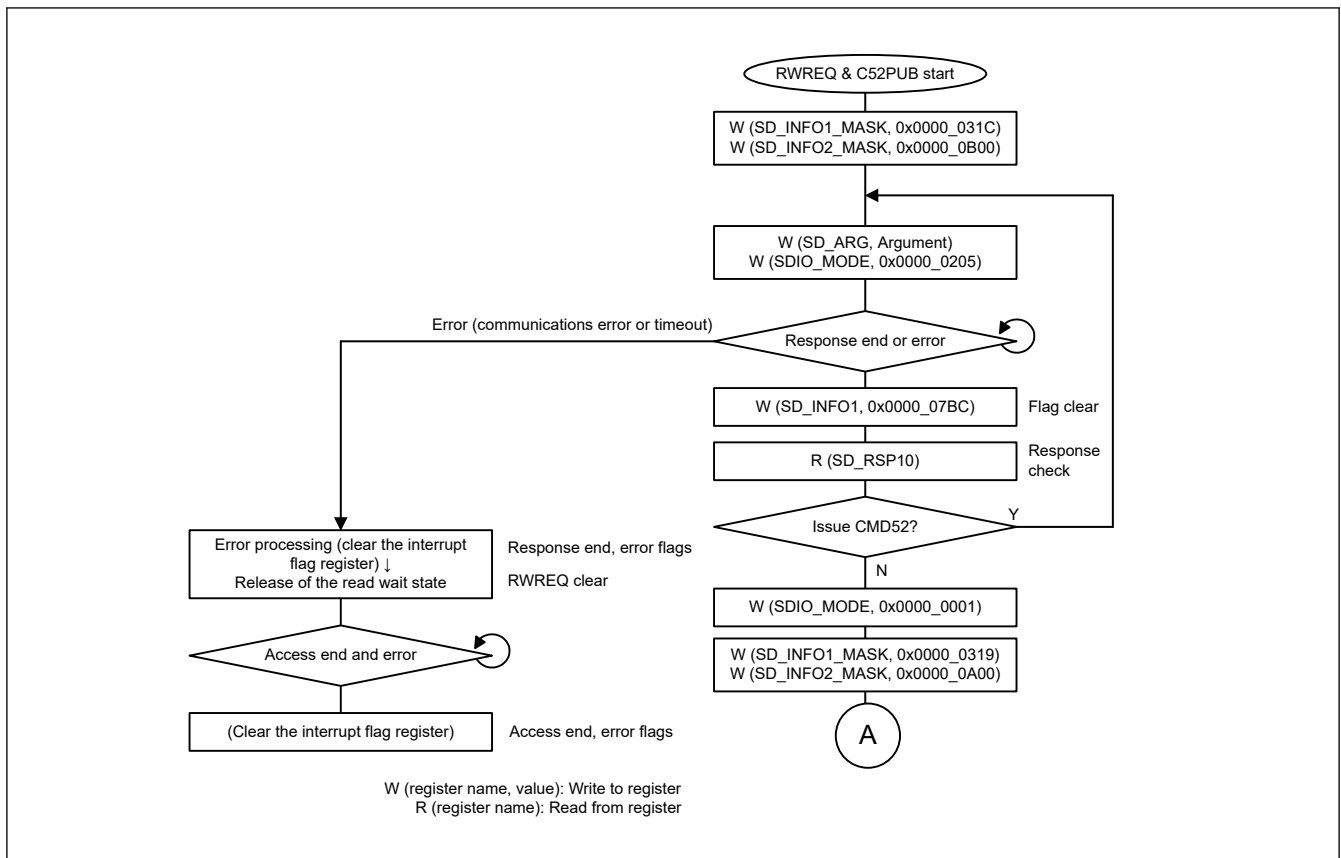 RWREQ & C52PUB start
W (SD_INFO1_MASK, 0x0000_031C)
W (SD_INFO2_MASK, 0x0000_0B00)
W (SD_ARG, Argument)
W (SDIO_MODE, 0x0000_0205)
Error (communications error or timeout)
Response end or error
W (SD_INFO1, 0x0000_07BC)
Flag clear
R (SD_RSP10)
Response
check
Issue CMD52?
Y
N
Error processing (clear the interrupt
flag register) ↓
Release of the read wait state
Response end, error flags
RWREQ clear
W (SDIO_MODE, 0x0000_0001)
Access end and error
W (SD_INFO1_MASK, 0x0000_0319)
W (SD_INFO2_MASK, 0x0000_0A00)
(Clear the interrupt flag register)
Access end, error flags
A
W (register name, value): Write to register
R (register name): Read from register